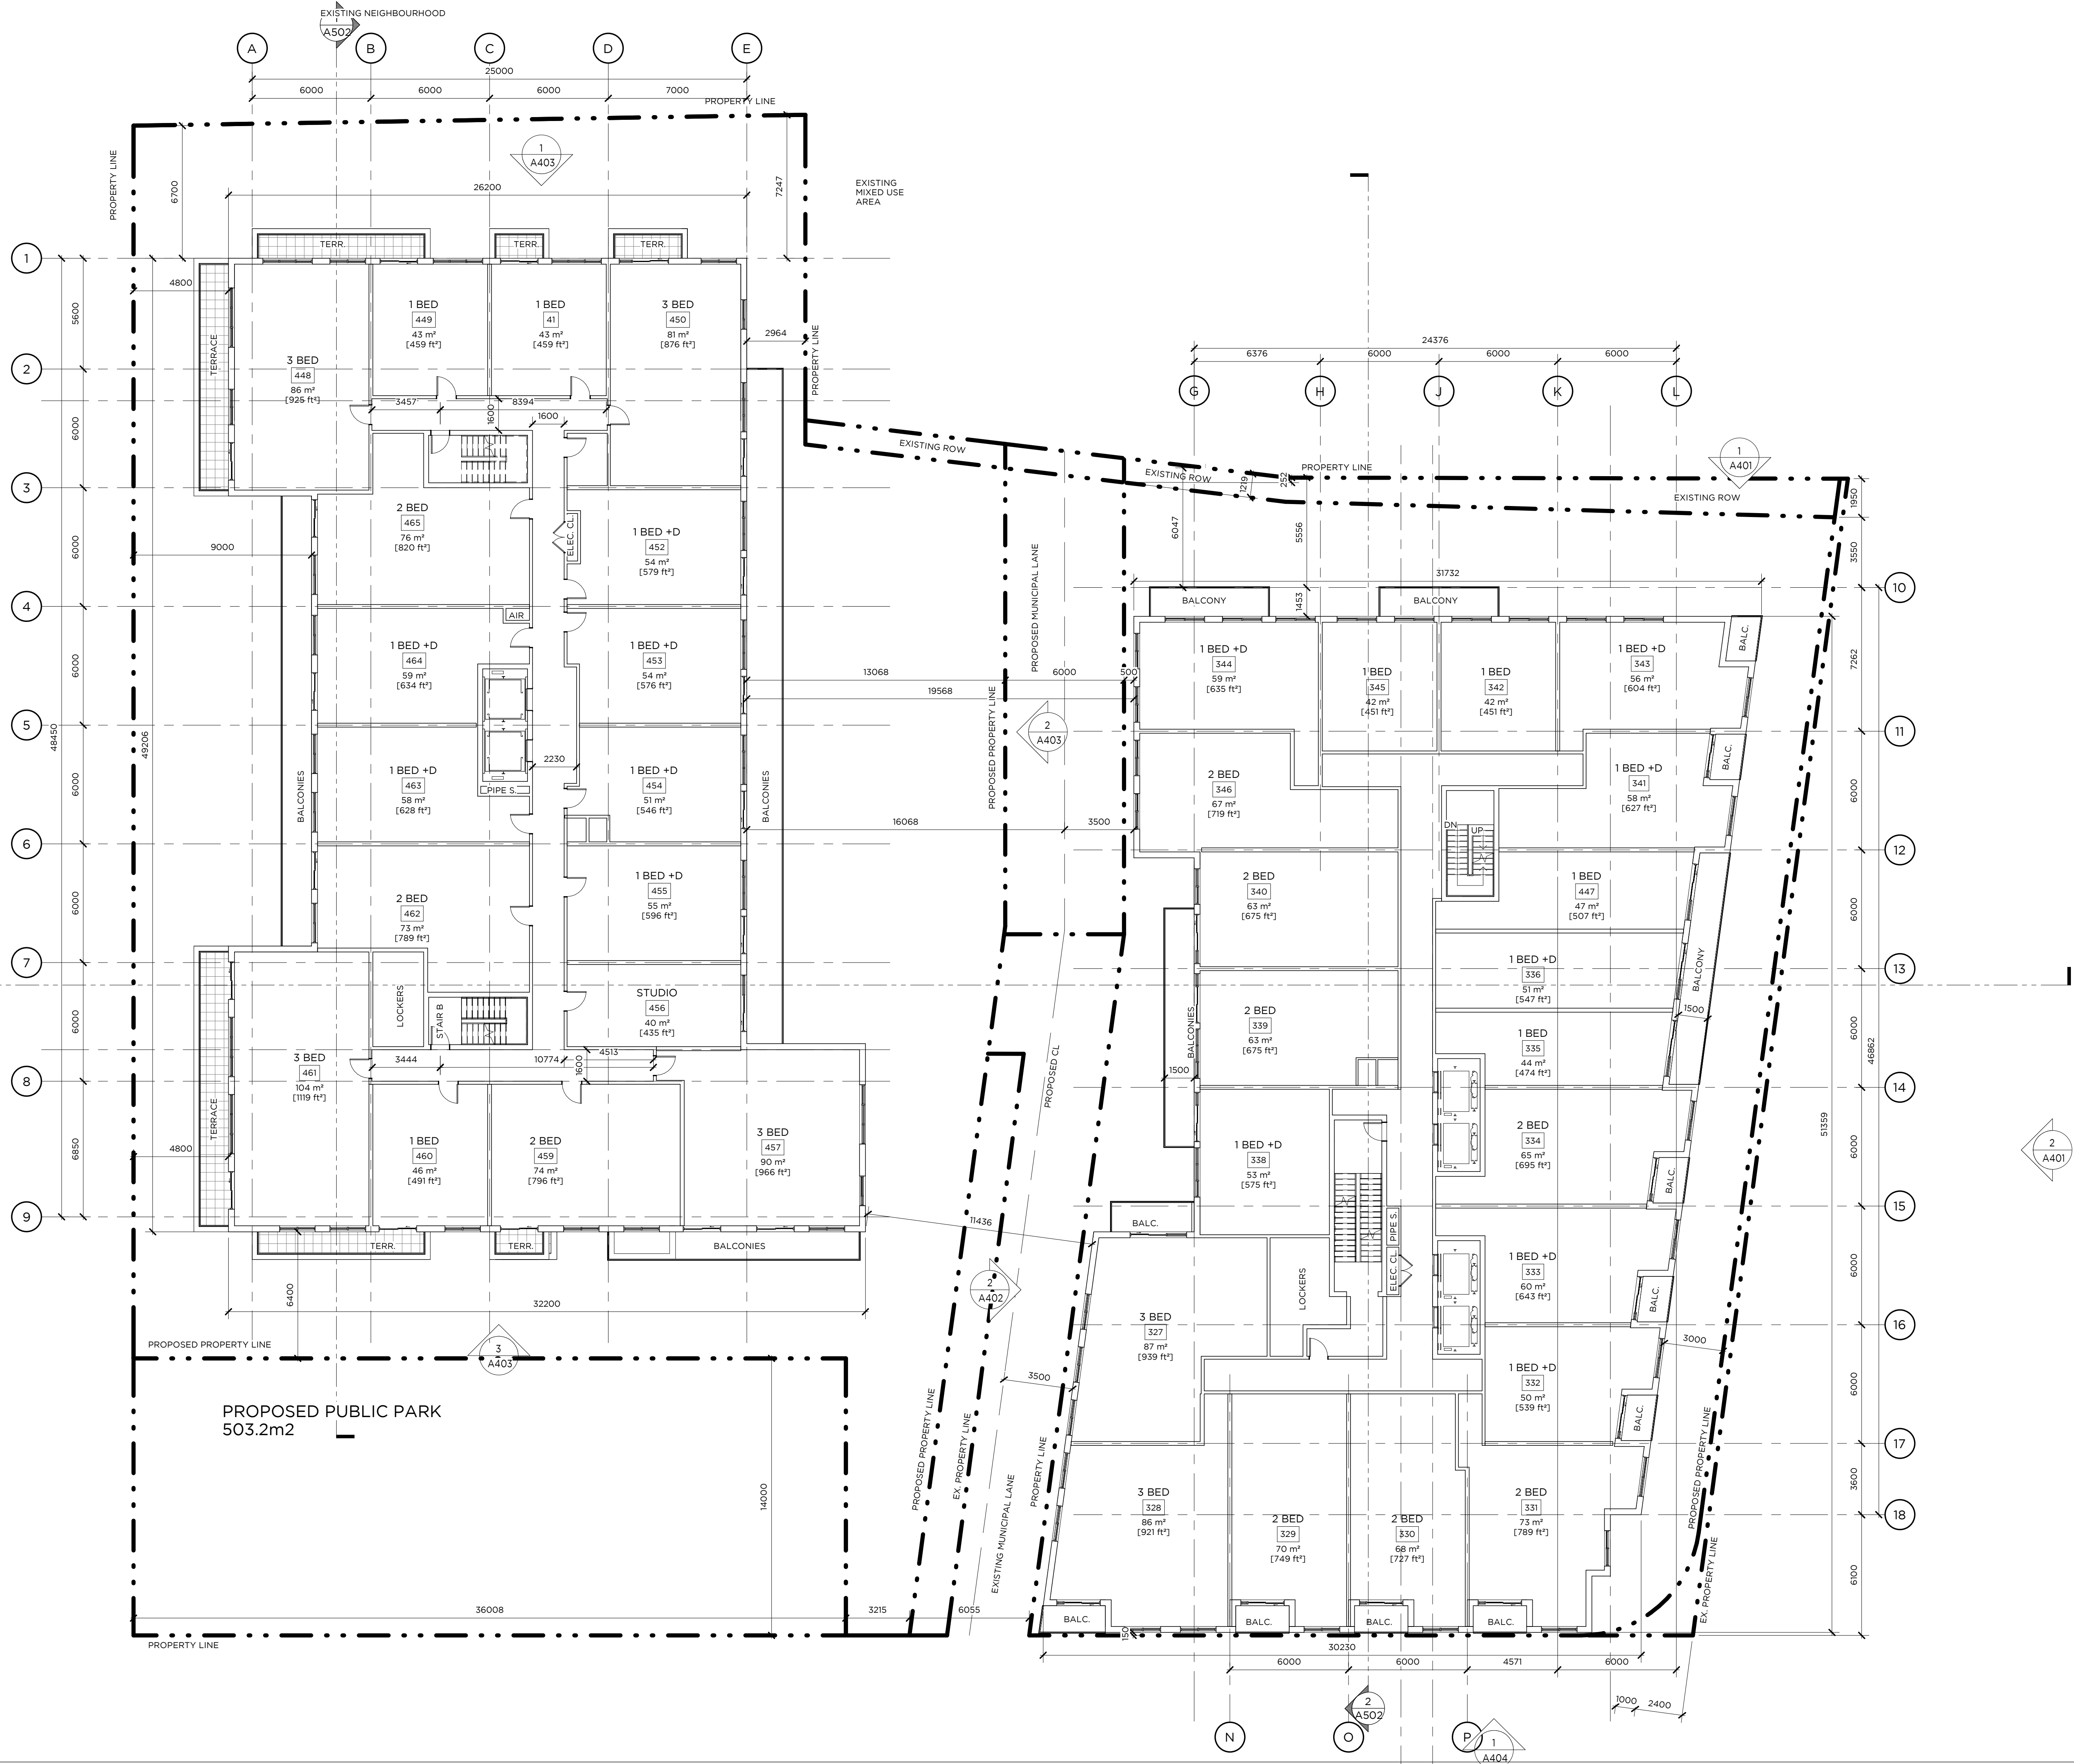 EXISTING NEIGHBOURHOOD
A502
A
B
C
D
E
25000
6000
6000
6000
7000
PROPERTY LINE
PROPERTY LINE
6700
1
A403
26200
7247
EXISTING
MIXED USE
AREA
TERR.
TERR.
TERR.
1
2
3
4
5
6
7
8
9
5600
6000
6000
6000
6000
6000
6000
6850
48450
49206
4800
9000
4800
TERRACE
3 BED
448
86 m²
[925 ft²]
1 BED
449
43 m²
[459 ft²]
1 BED
41
43 m²
[459 ft²]
3 BED
450
81 m²
[876 ft²]
2964
PROPERTY LINE
3457
8394
1600
1600
2 BED
465
76 m²
[820 ft²]
ELEC. CL.
1 BED +D
452
54 m²
[579 ft²]
AIR
1 BED +D
464
59 m²
[634 ft²]
1 BED +D
453
54 m²
[576 ft²]
BALCONIES
1 BED +D
463
58 m²
[628 ft²]
PIPE S.
2230
1 BED +D
454
51 m²
[546 ft²]
BALCONIES
2 BED
462
73 m²
[789 ft²]
1 BED +D
455
55 m²
[596 ft²]
LOCKERS
STAIR B
STUDIO
456
40 m²
[435 ft²]
3444
10774
4513
1600
TERRACE
3 BED
461
104 m²
[1119 ft²]
1 BED
460
46 m²
[491 ft²]
2 BED
459
74 m²
[796 ft²]
3 BED
457
90 m²
[966 ft²]
TERR.
TERR.
BALCONIES
6400
32200
11436
PROPOSED PROPERTY LINE
3
A403
PROPOSED PUBLIC PARK
503.2m2
14000
36008
3215
6055
PROPERTY LINE
EXISTING ROW
EXISTING ROW
PROPERTY LINE
EXISTING ROW
6047
1219
252
5556
1453
PROPOSED MUNICIPAL LANE
PROPOSED PROPERTY LINE
13068
6000
500
19568
2
A403
16068
3500
PROPOSED CL
2
A402
3500
PROPOSED PROPERTY LINE
EX. PROPERTY LINE
EXISTING MUNICIPAL LANE
PROPERTY LINE
24376
6376
6000
6000
6000
G
H
J
K
L
1
A401
31732
10
11
12
13
14
15
16
17
18
1950
3550
7262
6000
6000
6000
6000
6000
6000
3600
6100
46862
51359
BALCONY
BALCONY
BALC.
1 BED +D
344
59 m²
[635 ft²]
1 BED
345
42 m²
[451 ft²]
1 BED
342
42 m²
[451 ft²]
1 BED +D
343
56 m²
[604 ft²]
BALC.
2 BED
346
67 m²
[719 ft²]
1 BED +D
341
58 m²
[627 ft²]
DN
UP
2 BED
340
63 m²
[675 ft²]
1 BED
447
47 m²
[507 ft²]
BALCONY
1500
1 BED +D
336
51 m²
[547 ft²]
BALCONIES
1500
2 BED
339
63 m²
[675 ft²]
1 BED
335
44 m²
[474 ft²]
2 BED
334
65 m²
[695 ft²]
BALC.
1 BED +D
338
53 m²
[575 ft²]
BALC.
PIPE S.
ELEC. CL.
LOCKERS
1 BED +D
333
60 m²
[643 ft²]
BALC.
3000
3 BED
327
87 m²
[939 ft²]
1 BED +D
332
50 m²
[539 ft²]
BALC.
3 BED
328
86 m²
[921 ft²]
2 BED
329
70 m²
[749 ft²]
2 BED
330
68 m²
[727 ft²]
2 BED
331
73 m²
[789 ft²]
PROPOSED PROPERTY LINE
EX. PROPERTY LINE
2
A401
BALC.
BALC.
BALC.
BALC.
150
30230
6000
6000
4571
6000
1000
2400
N
O
P
2
A502
1
A404